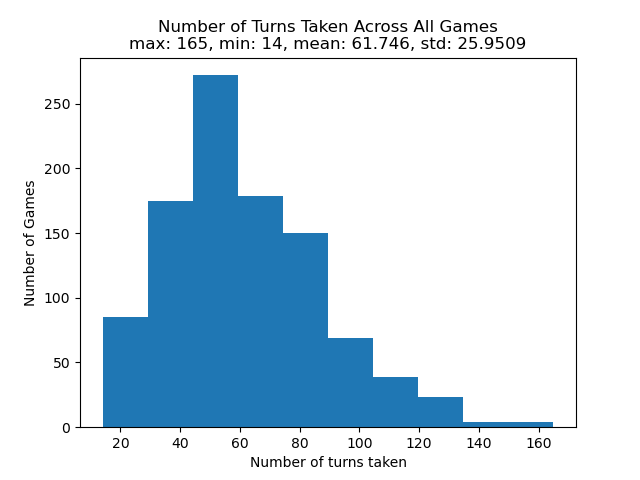 Number of Turns Taken Across All Games
max: 165, min: 14, mean: 61.746, std: 25.9509
250
200
150
100
50
0
Number of Games
20 40 60 80 100 120 140 160
Number of turns taken